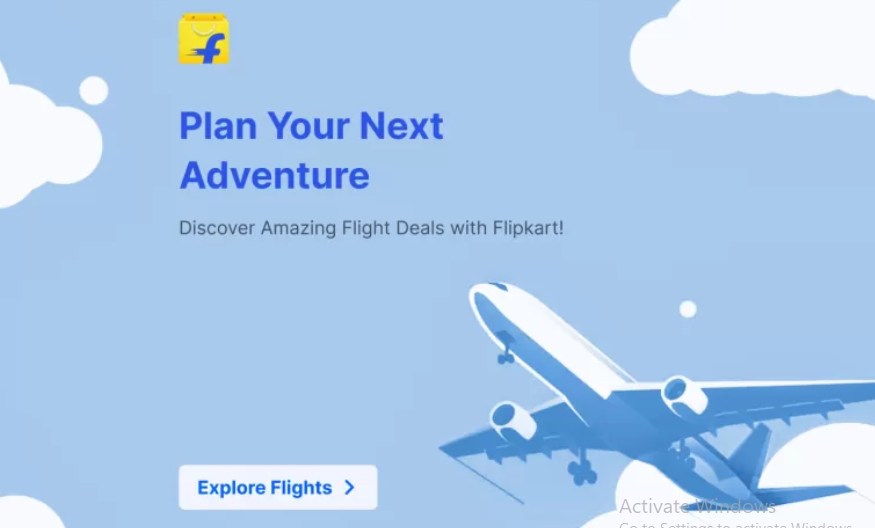 f
Plan Your Next
Adventure
Discover Amazing Flight Deals with Flipkart!
Explore Flights
Activate Windows
Go to Settings to activate Windows